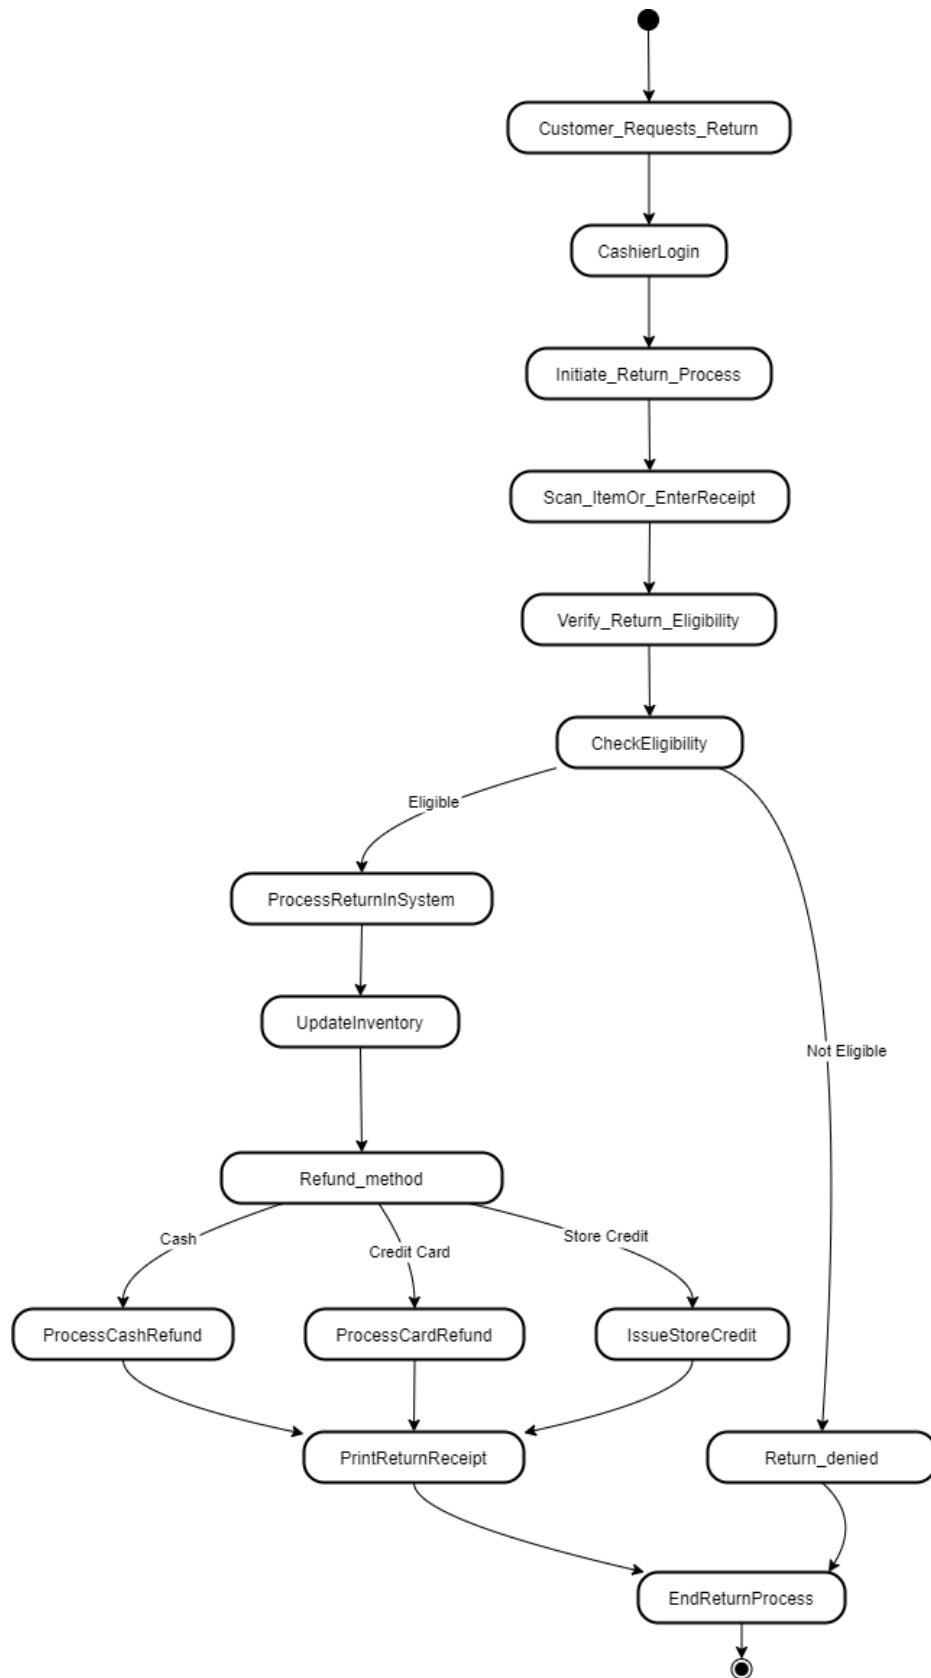 Customer_Requests_Return
CashierLogin
Initiate_Return_Process
Scan_ItemOr_EnterReceipt
Verify_Return_Eligibility
CheckEligibility
Eligible
ProcessReturnInSystem
UpdateInventory
Not Eligible
Refund_method
Cash
Credit Card
Store Credit
ProcessCashRefund
ProcessCardRefund
IssueStoreCredit
PrintReturnReceipt
Return_denied
EndReturnProcess